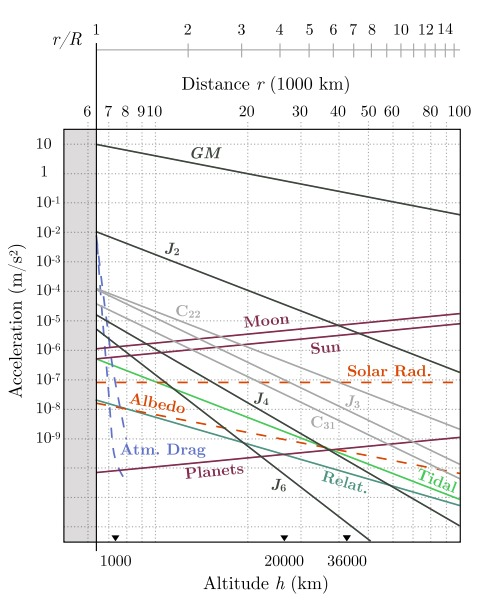 r/R
1 2 3 4 5 6 7 8 10 12 14
Distance r (1000 km)
6 7 8 9 10 20 30 40 50 60 80 100
Acceleration (m/s²)
10
1
10⁻¹
10⁻²
10⁻³
10⁻⁴
10⁻⁵
10⁻⁶
10⁻⁷
10⁻⁸
10⁻⁹
GM
J₂
C₂₂
Moon
Sun
Solar Rad.
Albedo
J₄
J₃
C₃₁
Atm. Drag
Planets
J₆
Relat.
Tidal
1000 20000 36000
Altitude h (km)